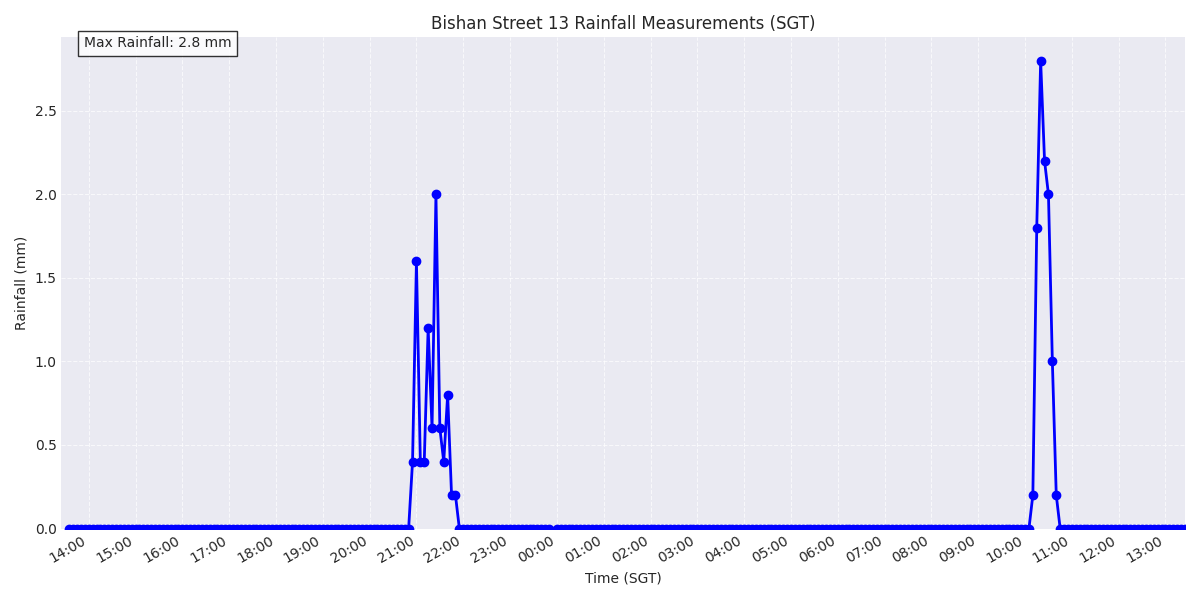 Bishan Street 13 Rainfall Measurements (SGT)
Max Rainfall: 2.8 mm
Rainfall (mm)
2.5
2.0
1.5
1.0
0.5
0.0
14:00 15:00 16:00 17:00 18:00 19:00 20:00 21:00 22:00 23:00 00:00 01:00 02:00 03:00 04:00 05:00 06:00 07:00 08:00 09:00 10:00 11:00 12:00 13:00
Time (SGT)